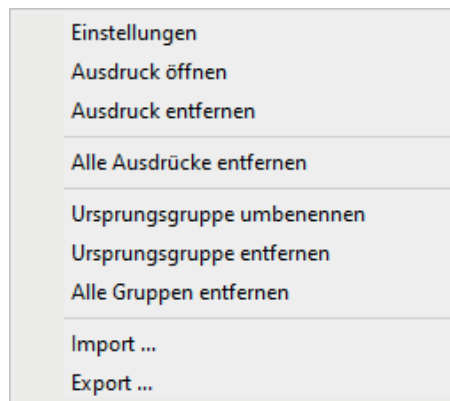 Einstellungen
Ausdruck öffnen
Ausdruck entfernen
Alle Ausdrücke entfernen
Ursprungsgruppe umbenennen
Ursprungsgruppe entfernen
Alle Gruppen entfernen
Import ...
Export ...